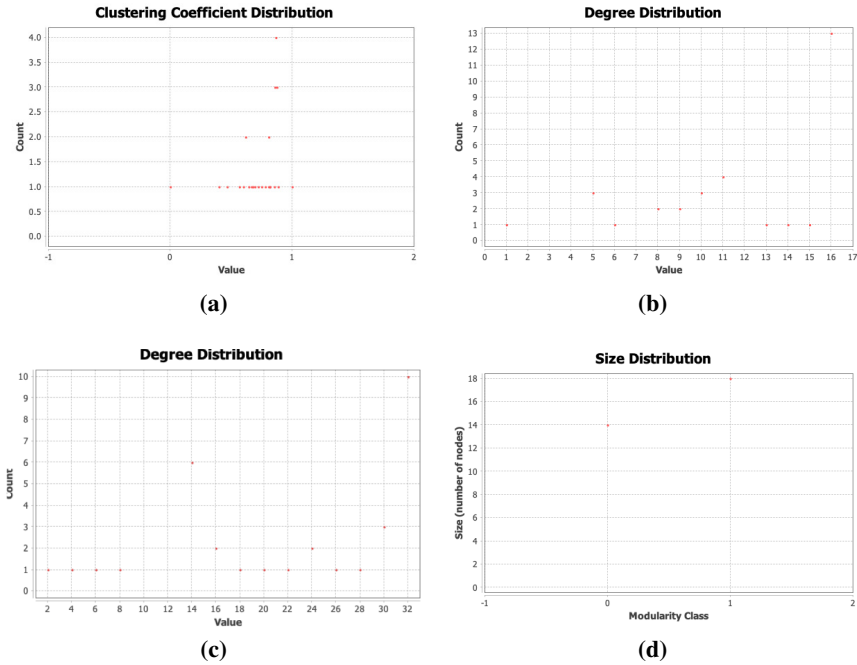 Clustering Coefficient Distribution
4.0
3.5
3.0
2.5
2.0
1.5
1.0
0.5
0.0
Count
-1 0 1 2
Value
(a)
Degree Distribution
13
12
11
10
9
8
7
6
5
4
3
2
1
0
Count
0 1 2 3 4 5 6 7 8 9 10 11 12 13 14 15 16 17
Value
(b)
Degree Distribution
10
9
8
7
6
5
4
3
2
1
0
Count
2 4 6 8 10 12 14 16 18 20 22 24 26 28 30 32
Value
(c)
Size Distribution
18
16
14
12
10
8
6
4
2
0
Size (number of nodes)
-1 0 1 2
Modularity Class
(d)